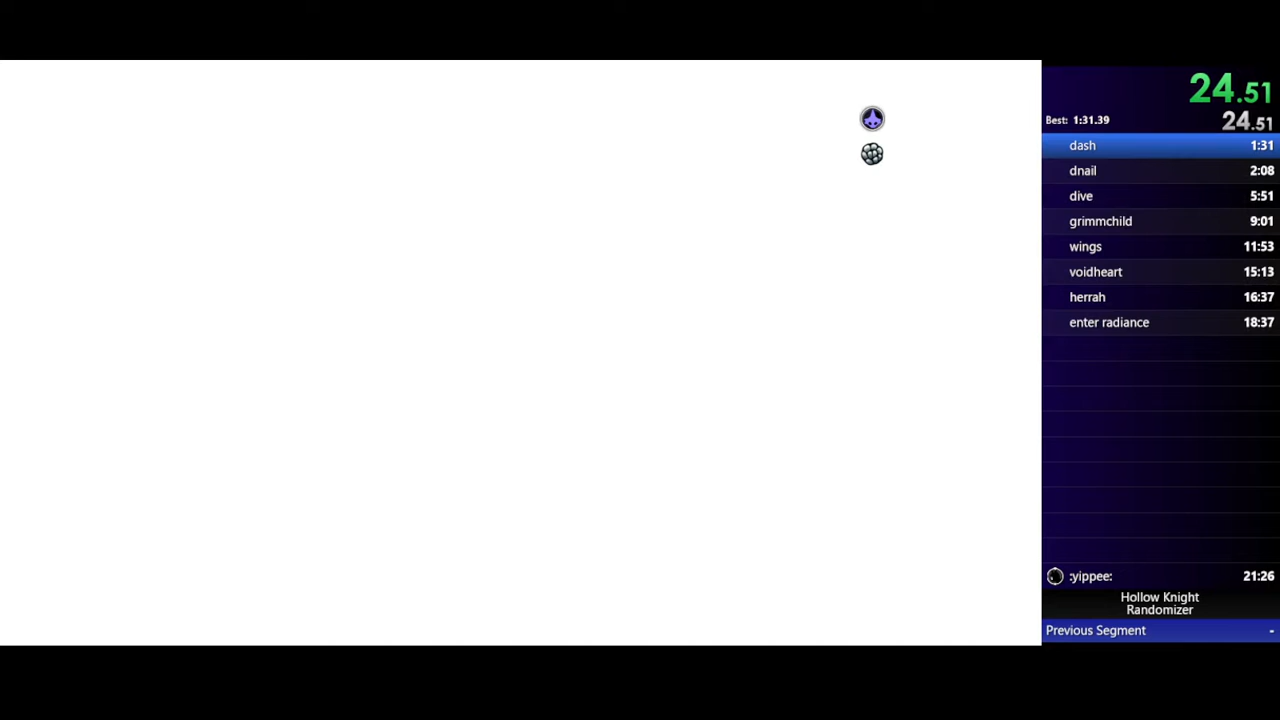 24.51
Best: 1:31.39 24.51
dash 1:31
dnail 2:08
dive 5:51
grimmchild 9:01
wings 11:53
voidheart 15:13
herrah 16:37
enter radiance 18:37
:yippee: 21:26
Hollow Knight
Randomizer
Previous Segment -